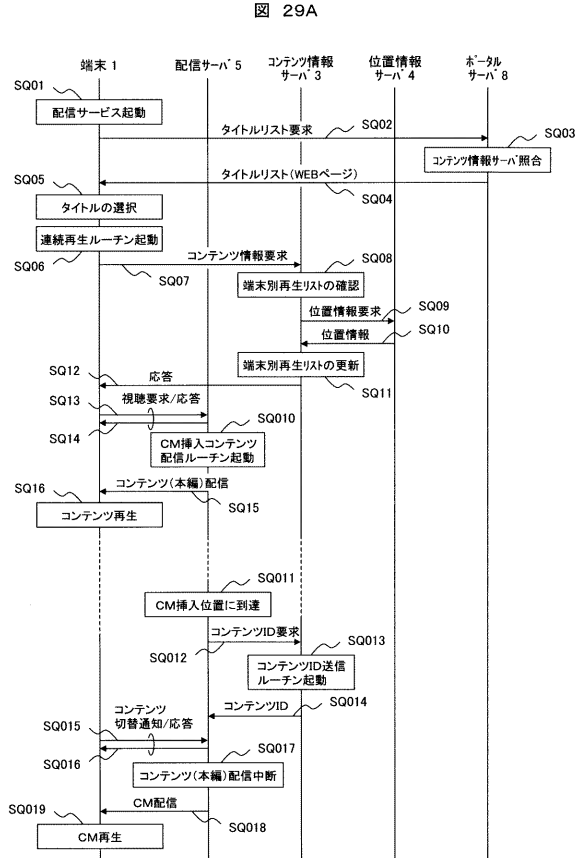 図 29A
端末1
配信サーバ5
コンテンツ情報
サーバ3
位置情報
サーバ4
ポータル
サーバ8
SQ01
配信サービス起動
タイトルリスト要求
SQ02
SQ03
コンテンツ情報サーバ照合
タイトルリスト(WEBページ)
SQ04
SQ05
タイトルの選択
連続再生ルーチン起動
SQ06
コンテンツ情報要求
SQ07
SQ08
端末別再生リストの確認
位置情報要求
SQ09
位置情報
SQ10
端末別再生リストの更新
SQ11
SQ12
応答
SQ13
視聴要求/応答
SQ14
SQ010
CM挿入コンテンツ
配信ルーチン起動
コンテンツ(本編)配信
SQ15
SQ16
コンテンツ再生
SQ011
CM挿入位置に到達
コンテンツID要求
SQ012
SQ013
コンテンツID送信
ルーチン起動
コンテンツID
SQ014
コンテンツ
切替通知/応答
SQ015
SQ016
SQ017
コンテンツ(本編)配信中断
CM配信
SQ018
SQ019
CM再生